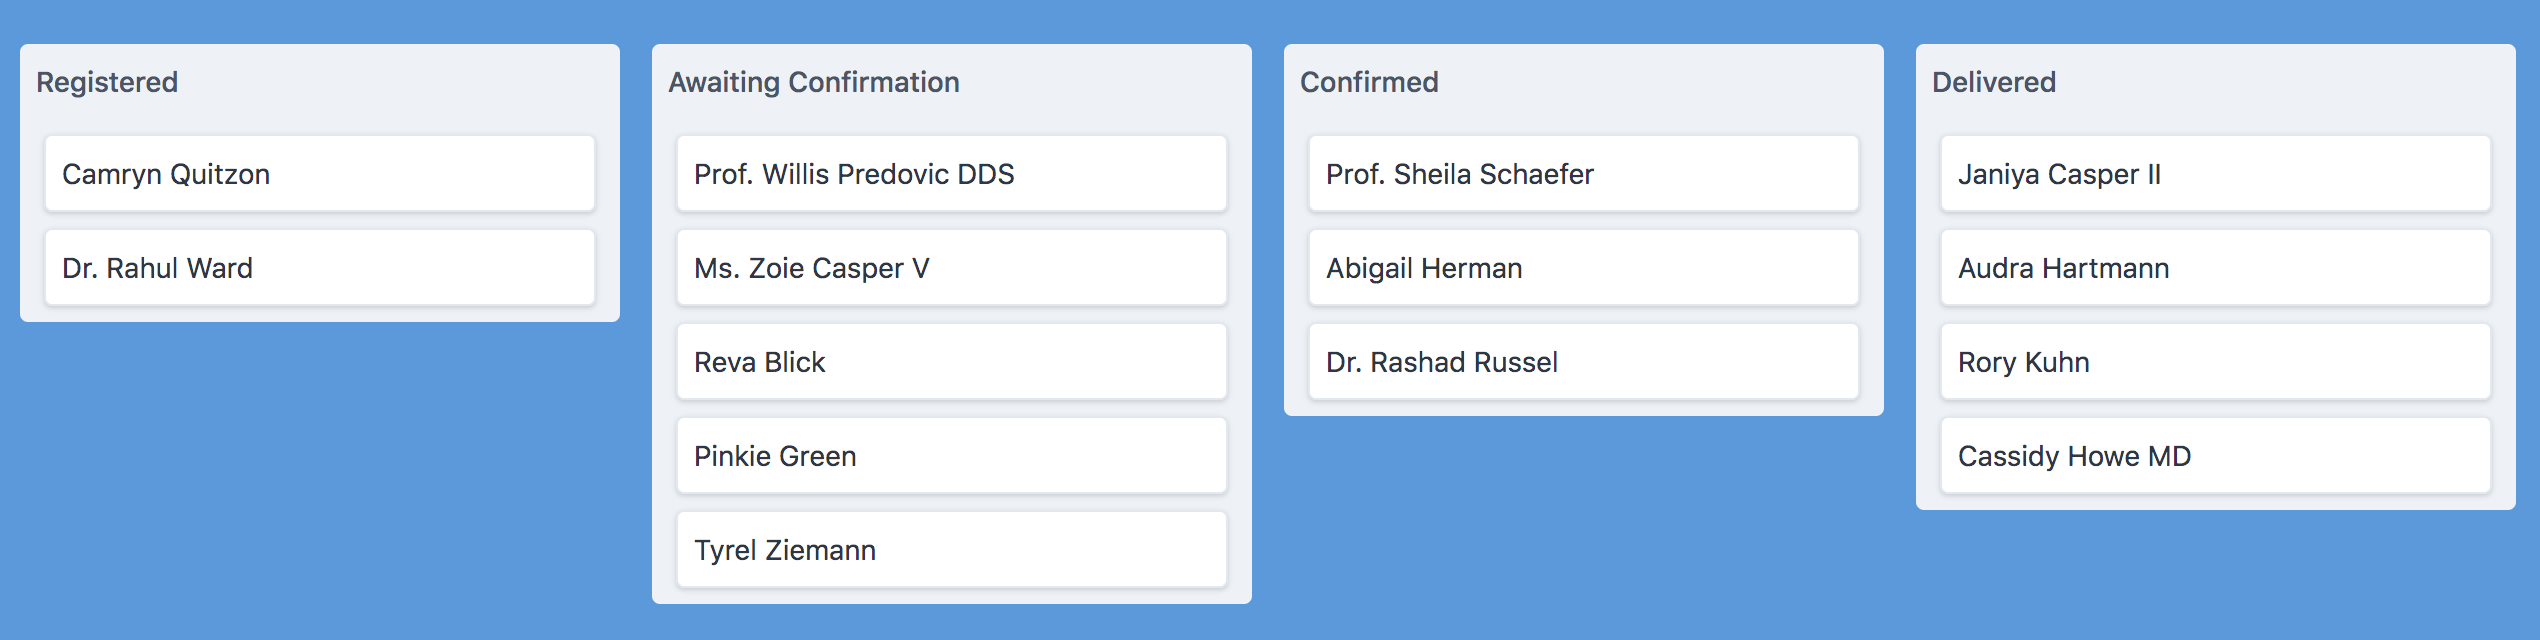 Registered
Camryn Quitzon
Dr. Rahul Ward
Awaiting Confirmation
Prof. Willis Predovic DDS
Ms. Zoie Casper V
Reva Blick
Pinkie Green
Tyrel Ziemann
Confirmed
Prof. Sheila Schaefer
Abigail Herman
Dr. Rashad Russel
Delivered
Janiya Casper II
Audra Hartmann
Rory Kuhn
Cassidy Howe MD